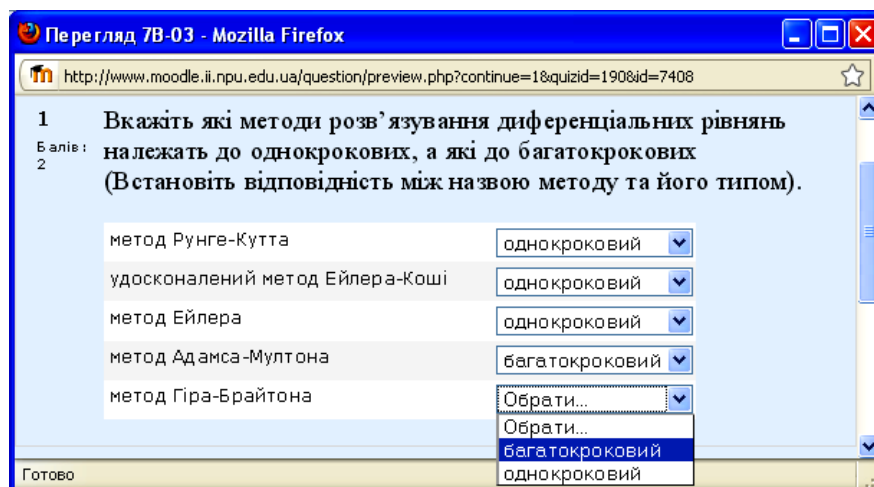 Перегляд 7В-03 - Mozilla Firefox
http://www.moodle.ii.npu.edu.ua/question/preview.php?continue=1&quizid=190&id=7408
1
Балів:
2
Вкажіть які методи розв’язування диференціальних рівнянь
належать до однокрокових, а які до багатокрокових
(Встановіть відповідність між назвою методу та його типом).
метод Рунге-Кутта однокроковий
удосконалений метод Ейлера-Коші однокроковий
метод Ейлера однокроковий
метод Адамса-Мултона багатокроковий
метод Гіра-Брайтона Обрати...
Обрати...
багатокроковий
однокроковий
Готово